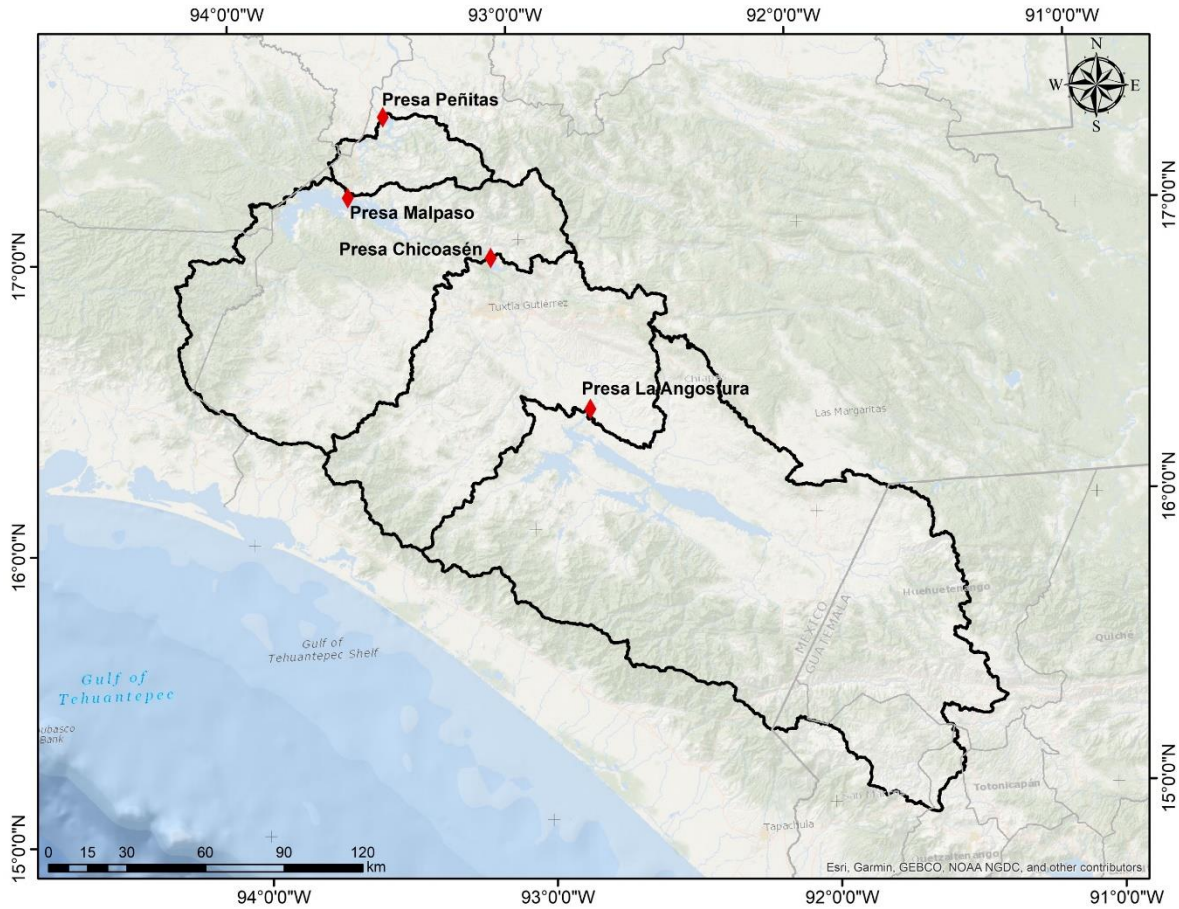 94°0'0"W
93°0'0"W
92°0'0"W
91°0'0"W
N
W
E
S
Presa Peñitas
17°0'0"N
Presa Malpaso
Presa Chicoasén
17°0'0"N
Tuxtla Gutiérrez
Chiapas
Presa La Angostura
Las Margaritas
16°0'0"N
16°0'0"N
Huehuetenango
MÉXICO
GUATEMALA
Quiché
Gulf of
Tehuantepec Shelf
Gulf of
Tehuantepec
Bank
15°0'0"N
Totonicapán
Tapachula
15°0'0"N
0 15 30 60 90 120
km
Esri, Garmin, GEBCO, NOAA NGDC, and other contributors
94°0'0"W
93°0'0"W
92°0'0"W
91°0'0"W